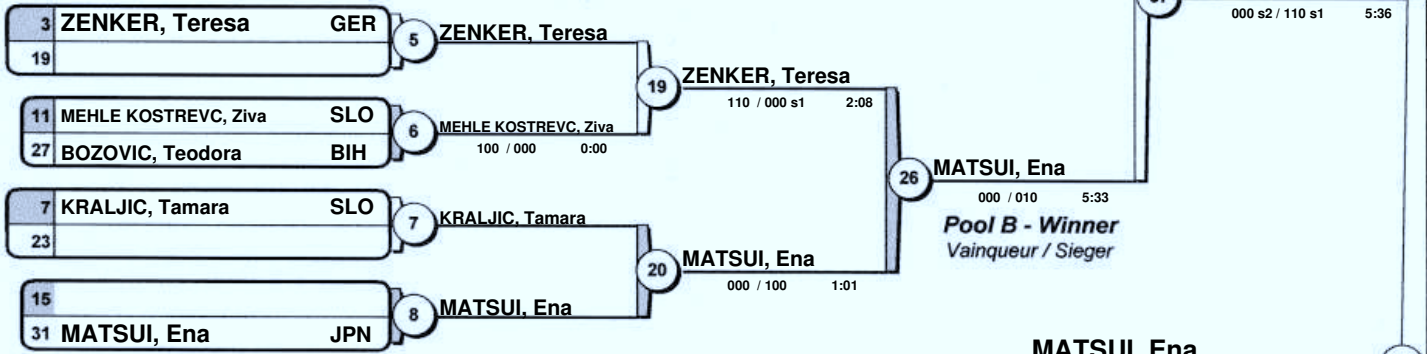 000 s2 / 110 s1 5:36
3 ZENKER, Teresa GER
19
5
ZENKER, Teresa
19
ZENKER, Teresa
110 / 000 s1 2:08
11 MEHLE KOSTREVC, Ziva SLO
27 BOZOVIC, Teodora BIH
6
MEHLE KOSTREVC, Ziva
100 / 000 0:00
26
MATSUI, Ena
000 / 010 5:33
Pool B - Winner
Vainqueur / Sieger
7 KRALJIC, Tamara SLO
23
7
KRALJIC, Tamara
20
MATSUI, Ena
000 / 100 1:01
15
31 MATSUI, Ena JPN
8
MATSUI, Ena
MATSUI, Ena